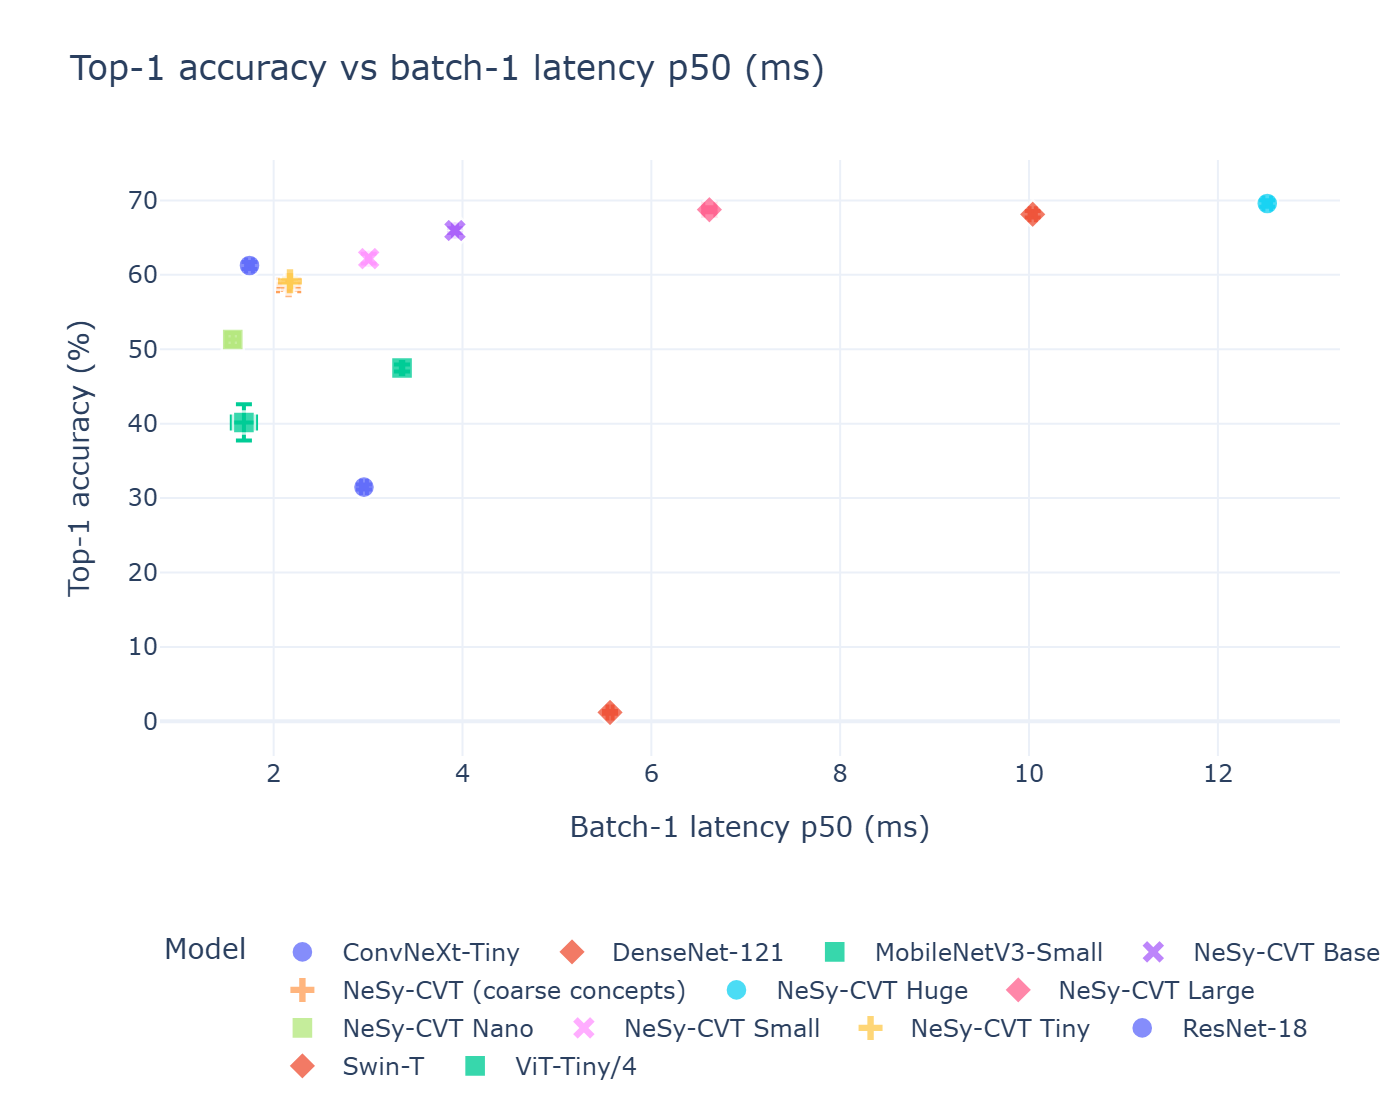 Top-1 accuracy vs batch-1 latency p50 (ms)
Top-1 accuracy (%)
70
60
50
40
30
20
10
0
2 4 6 8 10 12
Batch-1 latency p50 (ms)
Model
ConvNeXt-Tiny DenseNet-121 MobileNetV3-Small NeSy-CVT Base
NeSy-CVT (coarse concepts) NeSy-CVT Huge NeSy-CVT Large
NeSy-CVT Nano NeSy-CVT Small NeSy-CVT Tiny ResNet-18
Swin-T ViT-Tiny/4